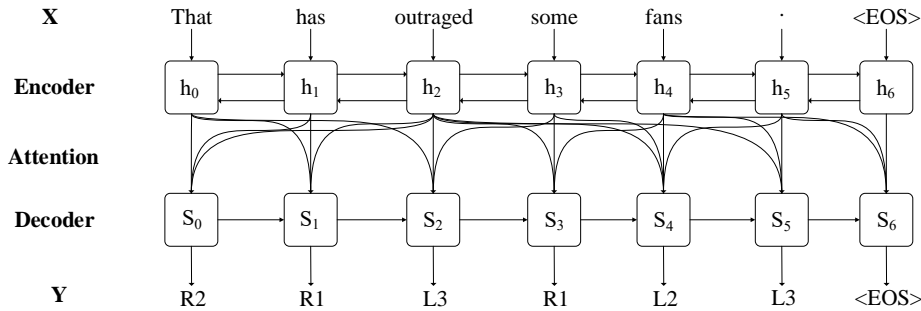 X That has outraged some fans . <EOS>
Encoder h0 h1 h2 h3 h4 h5 h6
Attention
Decoder S0 S1 S2 S3 S4 S5 S6
Y R2 R1 L3 R1 L2 L3 <EOS>